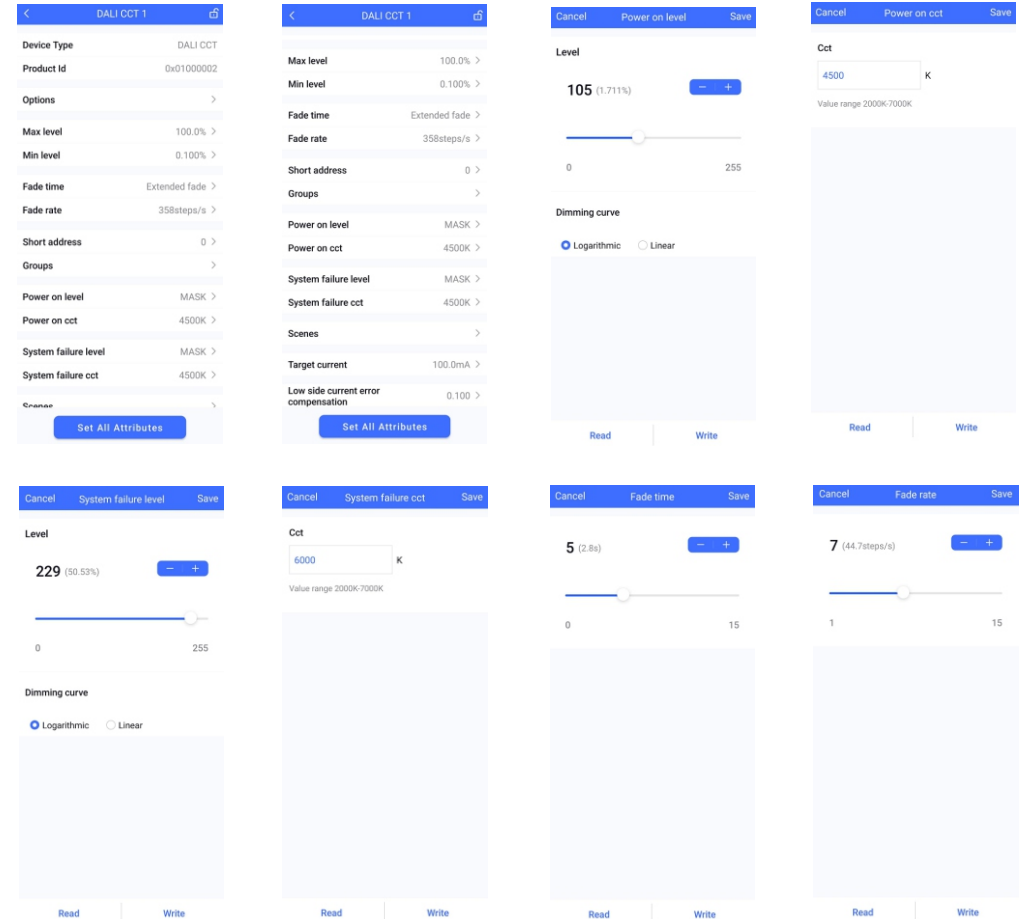 DALI CCT 1
Device Type DALI CCT
Product Id 0x01000002
Options
Max level 100.0%
Min level 0.100%
Fade time Extended fade
Fade rate 358steps/s
Short address 0
Groups
Power on level MASK
Power on cct 4500K
System failure level MASK
System failure cct 4500K
Scenes
Set All Attributes
DALI CCT 1
Max level 100.0%
Min level 0.100%
Fade time Extended fade
Fade rate 358steps/s
Short address 0
Groups
Power on level MASK
Power on cct 4500K
System failure level MASK
System failure cct 4500K
Scenes
Target current 100.0mA
Low side current error
compensation 0.100
Set All Attributes
Cancel Power on level Save
Level
105 (1.711%) - +
0 255
Dimming curve
Logarithmic Linear
Read Write
Cancel Power on cct Save
Cct
4500 K
Value range 2000K-7000K
Read Write
Cancel System failure level Save
Level
229 (50.53%) - +
0 255
Dimming curve
Logarithmic Linear
Read Write
Cancel System failure cct Save
Cct
6000 K
Value range 2000K-7000K
Read Write
Cancel Fade time Save
5 (2.8s) - +
0 15
Read Write
Cancel Fade rate Save
7 (44.7steps/s) - +
1 15
Read Write